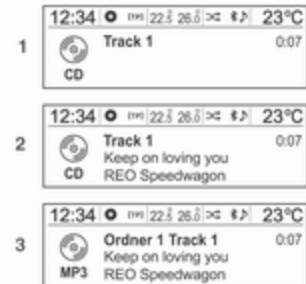 1
12:34 22.5 26.0 23°C
Track 1 0:07
CD
2
12:34 22.5 26.0 23°C
Track 1 0:07
Keep on loving you
CD REO Speedwagon
3
12:34 22.5 26.0 23°C
Ordner 1 Track 1 0:07
Keep on loving you
MP3 REO Speedwagon